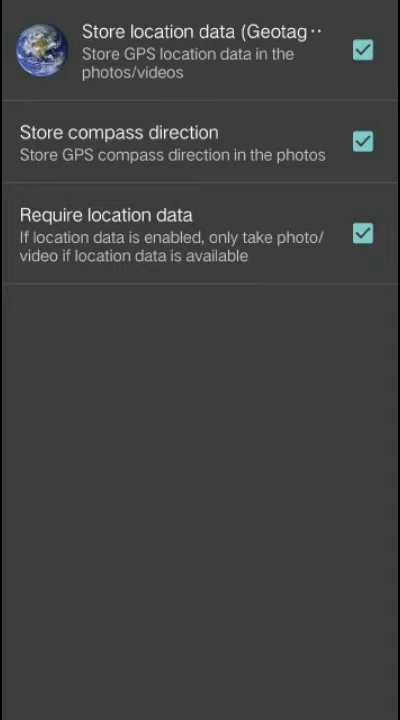 Store location data (Geotag··
Store GPS location data in the
photos/videos
Store compass direction
Store GPS compass direction in the photos
Require location data
If location data is enabled, only take photo/
video if location data is available